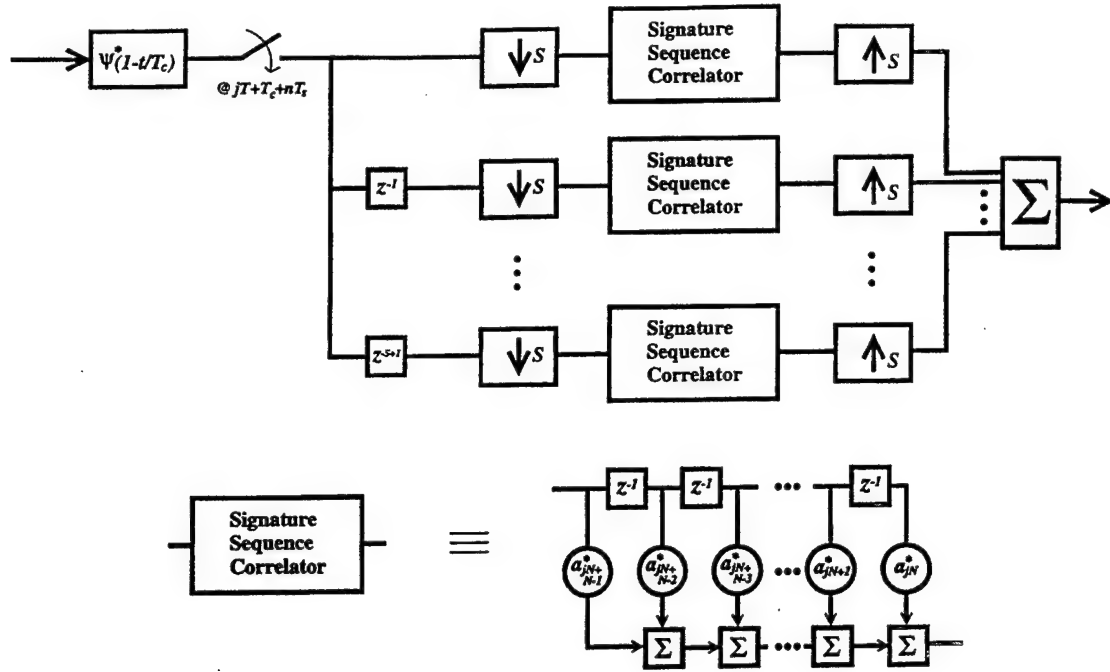 Ψ*(1-t/Tc)
@ jT+Tc+nTs
↓S
Signature
Sequence
Correlator
↑S
z-1
↓S
Signature
Sequence
Correlator
↑S
Σ
z-S+1
↓S
Signature
Sequence
Correlator
↑S
Signature
Sequence
Correlator
≡
z-1
z-1
z-1
a*jN+N-1
a*jN+N-2
a*jN+N-3
a*jN+1
a*jN
Σ
Σ
Σ
Σ